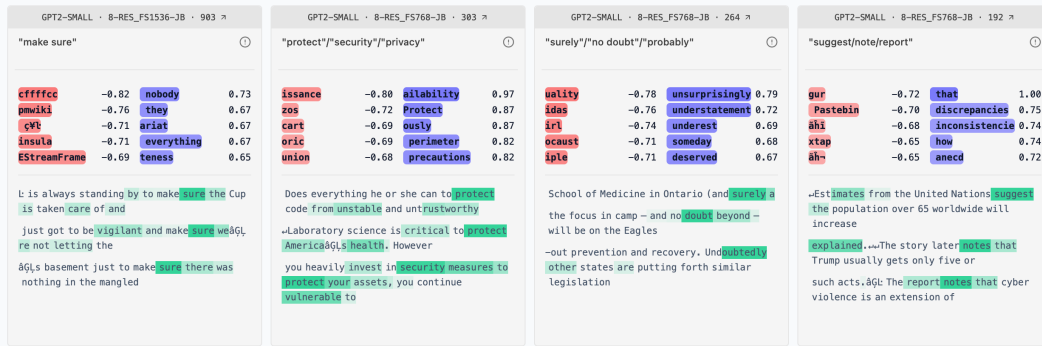 GPT2-SMALL · 8-RES_FS1536-JB · 903 ↗
"make sure"
cffffcc -0.82 nobody 0.73
pmwiki -0.76 they 0.67
ç¥ŀ -0.71 ariat 0.67
insula -0.71 everything 0.67
EStreamFrame -0.69 teness 0.65
Ŀ is always standing by to make sure the Cup
is taken care of and
just got to be vigilant and make sure weâĢĻ
re not letting the
âĢĻs basement just to make sure there was
nothing in the mangled
GPT2-SMALL · 8-RES_FS768-JB · 303 ↗
"protect"/"security"/"privacy"
issance -0.80 ailability 0.97
zos -0.72 Protect 0.87
cart -0.69 ously 0.87
oric -0.69 perimeter 0.82
union -0.68 precautions 0.82
Does everything he or she can to protect
code from unstable and untrustworthy
↵Laboratory science is critical to protect
AmericaâĢĻs health. However
you heavily invest in security measures to
protect your assets, you continue
vulnerable to
GPT2-SMALL · 8-RES_FS768-JB · 264 ↗
"surely"/"no doubt"/"probably"
uality -0.78 unsurprisingly 0.79
idas -0.76 understatement 0.72
irl -0.74 underest 0.69
ocaust -0.71 someday 0.68
iple -0.71 deserved 0.67
School of Medicine in Ontario (and surely a
the focus in camp — and no doubt beyond —
will be on the Eagles
—out prevention and recovery. Undoubtedly
other states are putting forth similar
legislation
GPT2-SMALL · 8-RES_FS768-JB · 192 ↗
"suggest/note/report"
gur -0.72 that 1.00
Pastebin -0.70 discrepancies 0.75
-0.68 inconsistencie 0.74
xtap -0.65 how 0.74
-0.65 anecd 0.72
↵Estimates from the United Nations suggest
the population over 65 worldwide will
increase
explained.↵↵The story later notes that
Trump usually gets only five or
such acts.âĢĿ The report notes that cyber
violence is an extension of